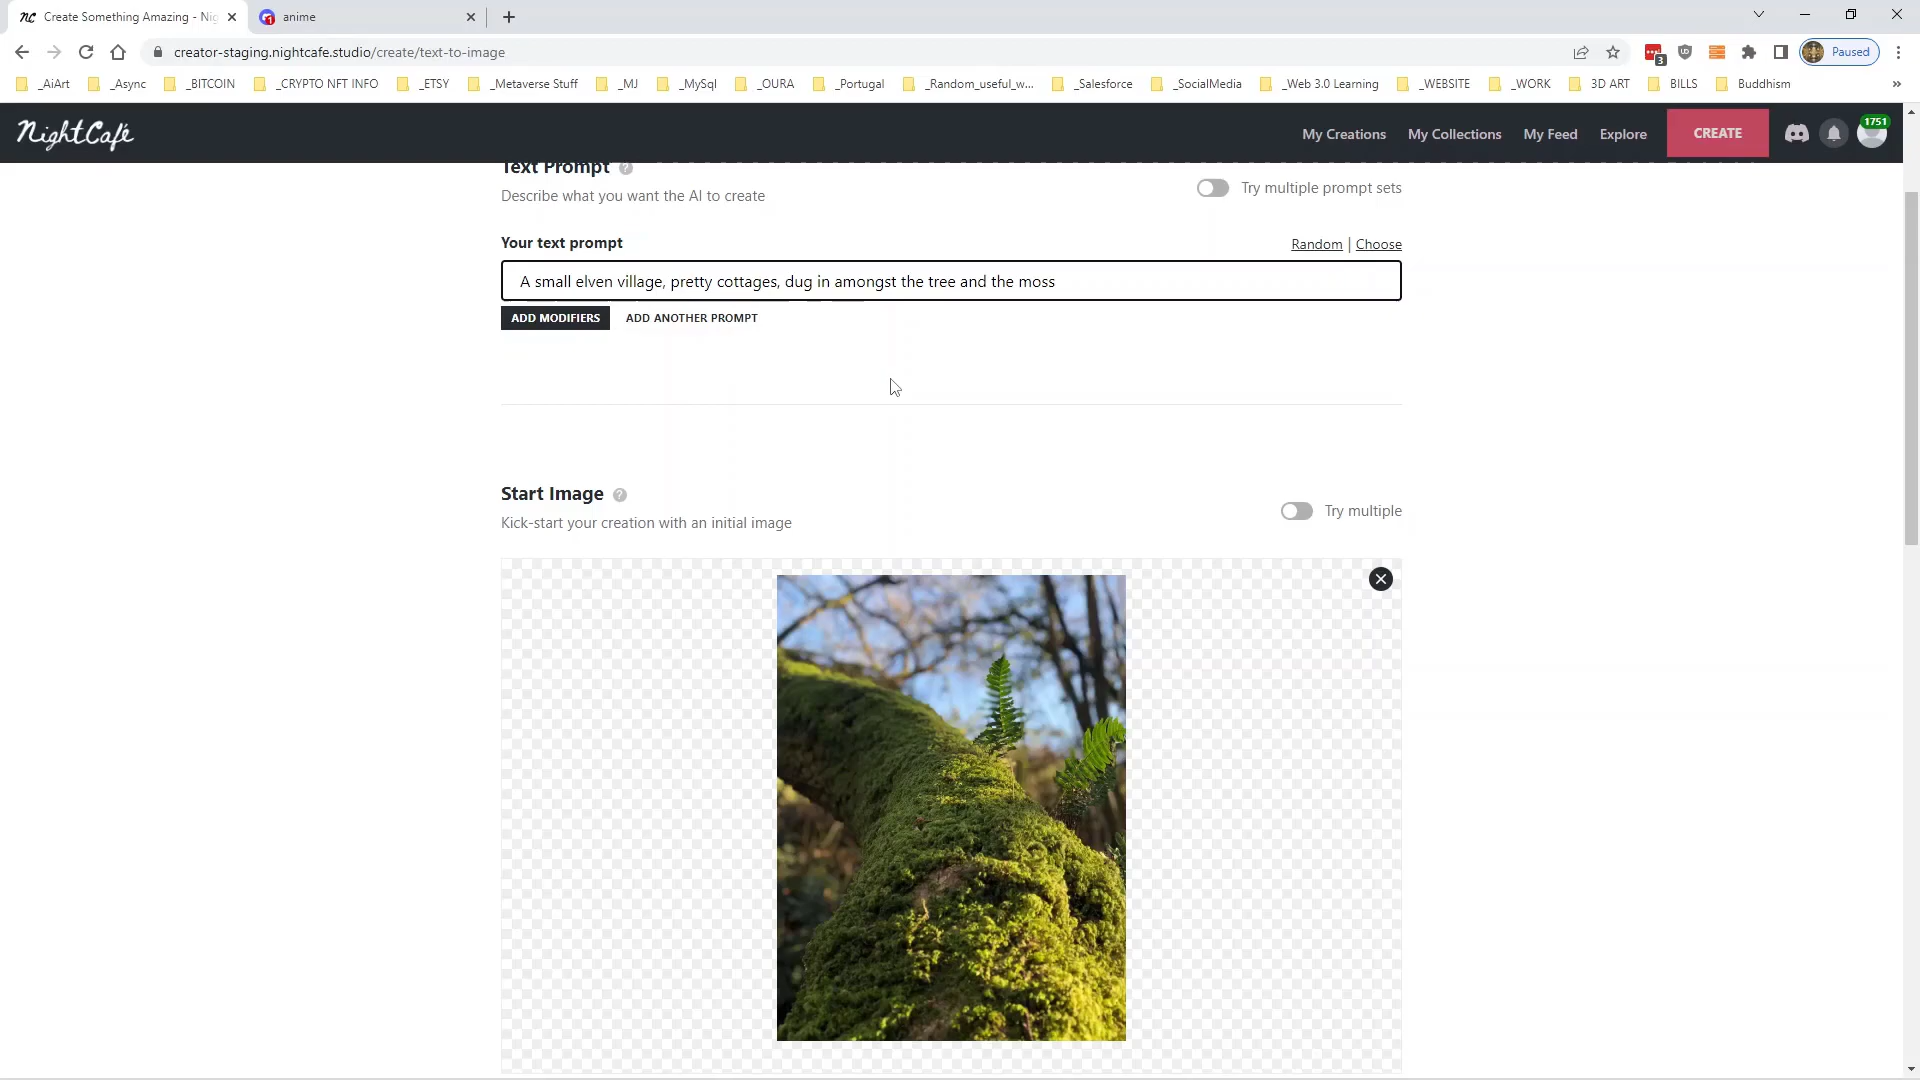 Create Something Amazing - Nig
anime
creator-staging.nightcafe.studio/create/text-to-image
3
Paused
_AiArt
_Async
_BITCOIN
_CRYPTO NFT INFO
_ETSY
_Metaverse Stuff
_MJ
_MySql
_OURA
_Portugal
_Random_useful_w...
_Salesforce
_SocialMedia
_Web 3.0 Learning
_WEBSITE
_WORK
3D ART
BILLS
Buddhism
»
NightCafé
My Creations
My Collections
My Feed
Explore
CREATE
1751
Text Prompt ?
Describe what you want the AI to create
Try multiple prompt sets
Your text prompt
Random | Choose
A small elven village, pretty cottages, dug in amongst the tree and the moss
ADD MODIFIERS
ADD ANOTHER PROMPT
Start Image ?
Kick-start your creation with an initial image
Try multiple